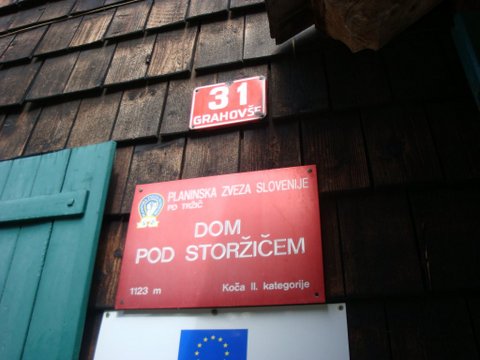 31
GRAHOVŠE
PLANINSKA ZVEZA SLOVENIJE
PD TRŽIČ
DOM
POD STORŽIČEM
1123 m Koča II. kategorije